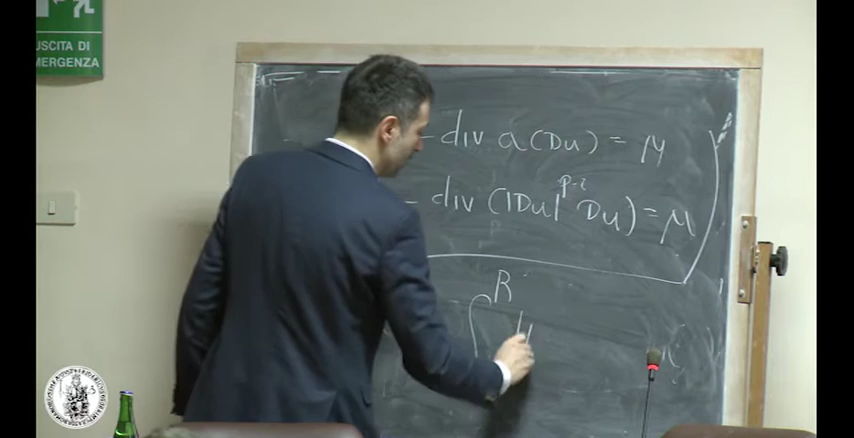 USCITA DI
EMERGENZA
- div a(Du) = μ
- div (|Du|^{p-2} Du) = μ
∫ R